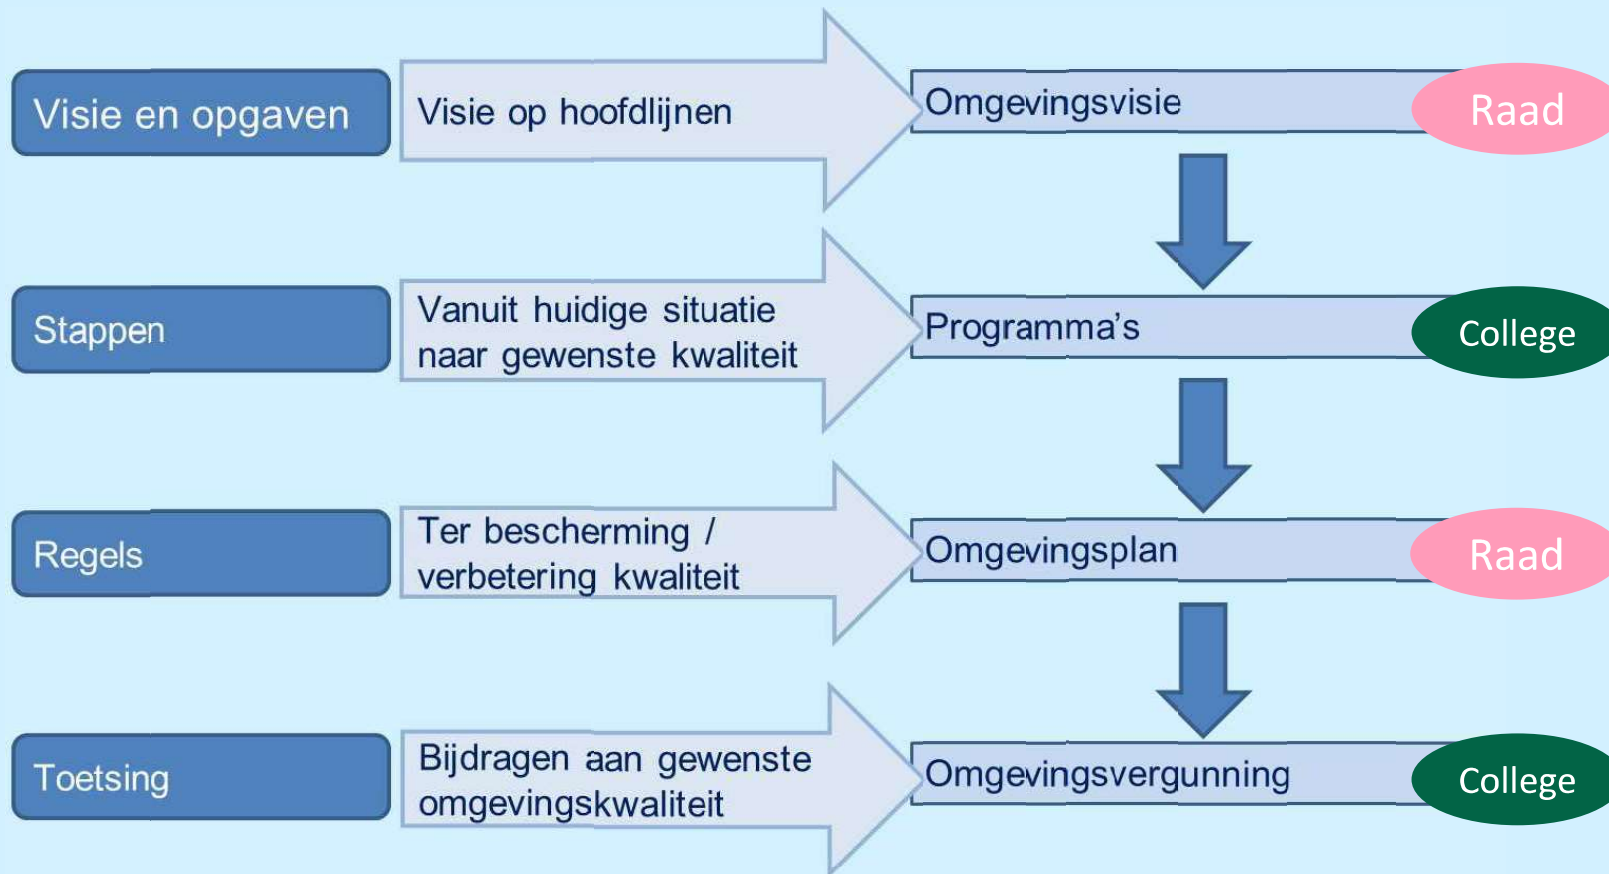 Visie en opgaven
Visie op hoofdlijnen
Omgevingsvisie
Raad
Stappen
Vanuit huidige situatie
naar gewenste kwaliteit
Programma's
College
Regels
Ter bescherming /
verbetering kwaliteit
Omgevingsplan
Raad
Toetsing
Bijdragen aan gewenste
omgevingskwaliteit
Omgevingsvergunning
College